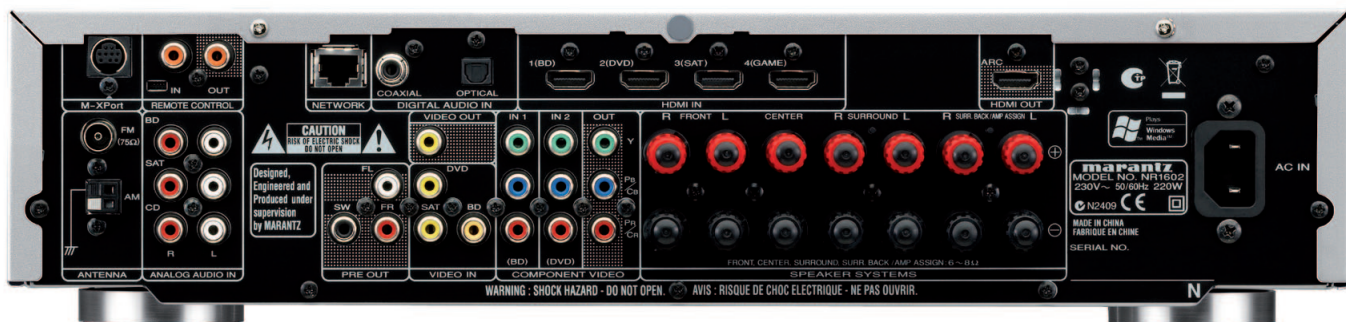 M-XPort
IN OUT
REMOTE CONTROL
NETWORK
COAXIAL OPTICAL
DIGITAL AUDIO IN
1(BD) 2(DVD) 3(SAT) 4(GAME)
HDMI IN
ARC
HDMI OUT
FM
(75Ω)
AM
ANTENNA
BD
SAT
CD
R L
ANALOG AUDIO IN
CAUTION
RISK OF ELECTRIC SHOCK
DO NOT OPEN
Designed,
Engineered and
Produced under
supervision
by MARANTZ
FL
SW FR
PRE OUT
VIDEO OUT
DVD
SAT BD
VIDEO IN
IN 1 IN 2 OUT
Y
PB/CB
PR/CR
(BD) (DVD)
COMPONENT VIDEO
R FRONT L CENTER R SURROUND L R SURR. BACK/AMP ASSIGN L
+
−
FRONT, CENTER, SURROUND, SURR. BACK / AMP ASSIGN : 6~8Ω
SPEAKER SYSTEMS
Plays
Windows
Media™
marantz
MODEL NO. NR1602
230V~ 50/60Hz 220W
N2409 CE
MADE IN CHINA
FABRIQUE EN CHINE
SERIAL NO.
AC IN
WARNING : SHOCK HAZARD - DO NOT OPEN. AVIS : RISQUE DE CHOC ELECTRIQUE - NE PAS OUVRIR.
N